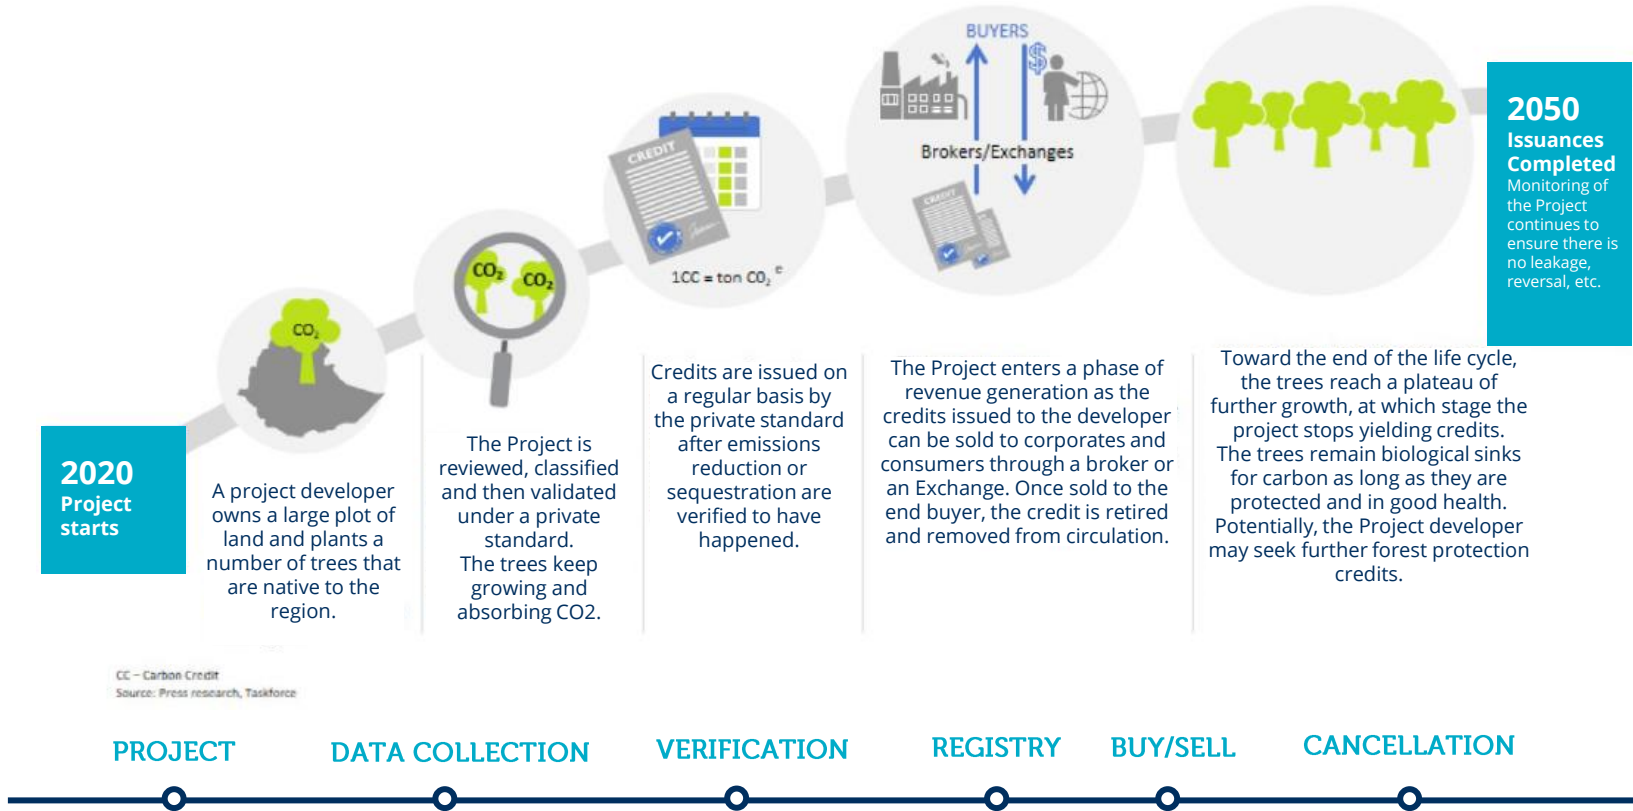 2020
Project
starts
CO2
A project developer
owns a large plot of
land and plants a
number of trees that
are native to the
region.
CO2
CO2
The Project is
reviewed, classified
and then validated
under a private
standard.
The trees keep
growing and
absorbing CO2.
CREDIT
1CC = ton CO2 e
Credits are issued on
a regular basis by
the private standard
after emissions
reduction or
sequestration are
verified to have
happened.
BUYERS
$
Brokers/Exchanges
CREDIT
The Project enters a phase of
revenue generation as the
credits issued to the developer
can be sold to corporates and
consumers through a broker or
an Exchange. Once sold to the
end buyer, the credit is retired
and removed from circulation.
Toward the end of the life cycle,
the trees reach a plateau of
further growth, at which stage the
project stops yielding credits.
The trees remain biological sinks
for carbon as long as they are
protected and in good health.
Potentially, the Project developer
may seek further forest protection
credits.
2050
Issuances
Completed
Monitoring of
the Project
continues to
ensure there is
no leakage,
reversal, etc.
CC – Carbon Credit
Source: Press research, Taskforce
PROJECT
DATA COLLECTION
VERIFICATION
REGISTRY
BUY/SELL
CANCELLATION